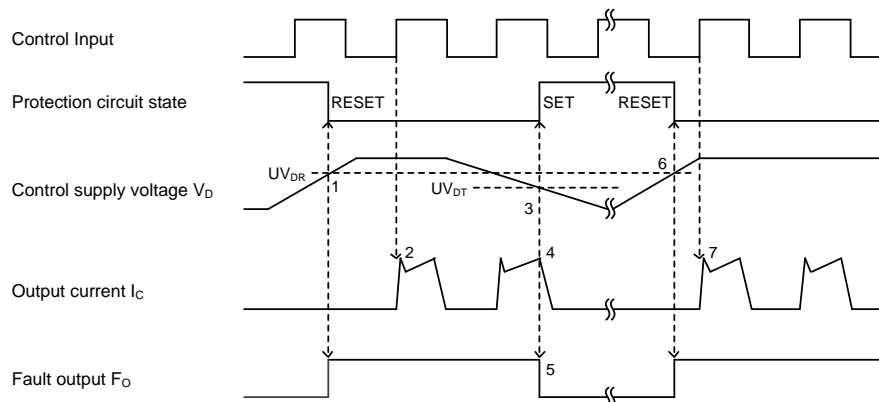 Control Input
Protection circuit state
RESET
SET
RESET
Control supply voltage VD
UVDR
1
UVDT
3
6
Output current IC
2
4
7
Fault output FO
5